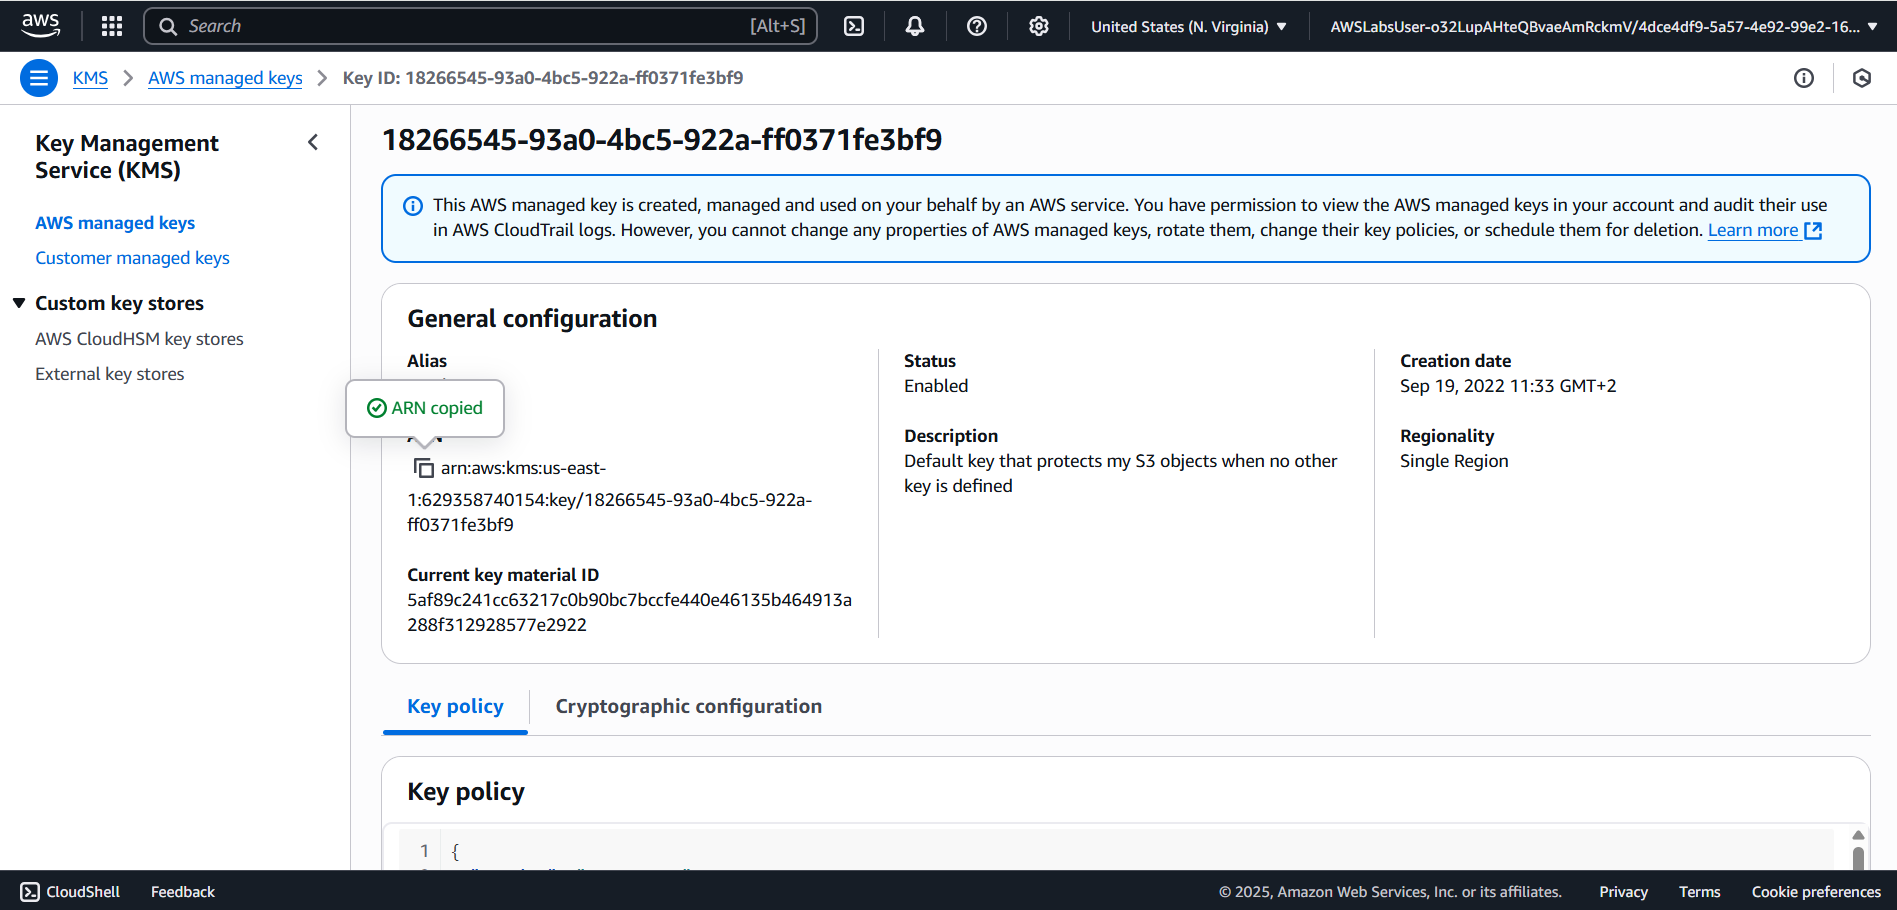 aws
Search
[Alt+S]
United States (N. Virginia)
AWSLabsUser-o32LupAHteQBvaeAmRckmV/4dce4df9-5a57-4e92-99e2-16...
KMS
AWS managed keys
Key ID: 18266545-93a0-4bc5-922a-ff0371fe3bf9
Key Management
Service (KMS)
AWS managed keys
Customer managed keys
Custom key stores
AWS CloudHSM key stores
External key stores
18266545-93a0-4bc5-922a-ff0371fe3bf9
This AWS managed key is created, managed and used on your behalf by an AWS service. You have permission to view the AWS managed keys in your account and audit their use
in AWS CloudTrail logs. However, you cannot change any properties of AWS managed keys, rotate them, change their key policies, or schedule them for deletion. Learn more
General configuration
Alias
ARN copied
arn:aws:kms:us-east-
1:629358740154:key/18266545-93a0-4bc5-922a-
ff0371fe3bf9
Current key material ID
5af89c241cc63217c0b90bc7bccfe440e46135b464913a
288f312928577e2922
Status
Enabled
Description
Default key that protects my S3 objects when no other
key is defined
Creation date
Sep 19, 2022 11:33 GMT+2
Regionality
Single Region
Key policy
Cryptographic configuration
Key policy
1
{
CloudShell
Feedback
© 2025, Amazon Web Services, Inc. or its affiliates.
Privacy
Terms
Cookie preferences